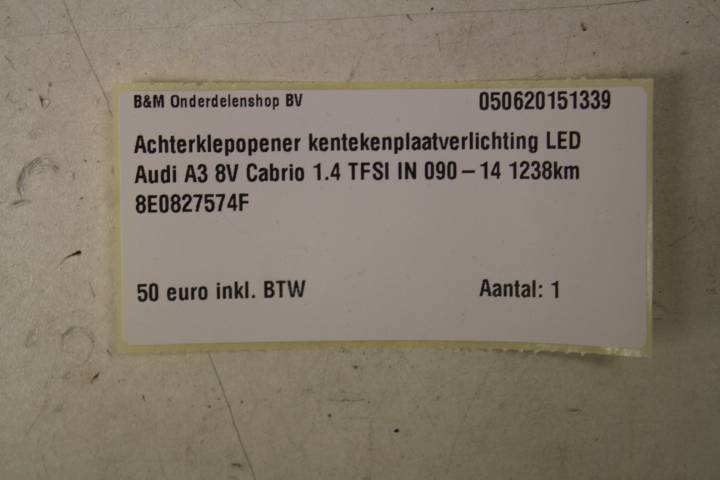 B&M Onderdelenshop BV 050620151339
Achterklepopener kentekenplaatverlichting LED
Audi A3 8V Cabrio 1.4 TFSI IN 090-14 1238km
8E0827574F
50 euro inkl. BTW Aantal: 1